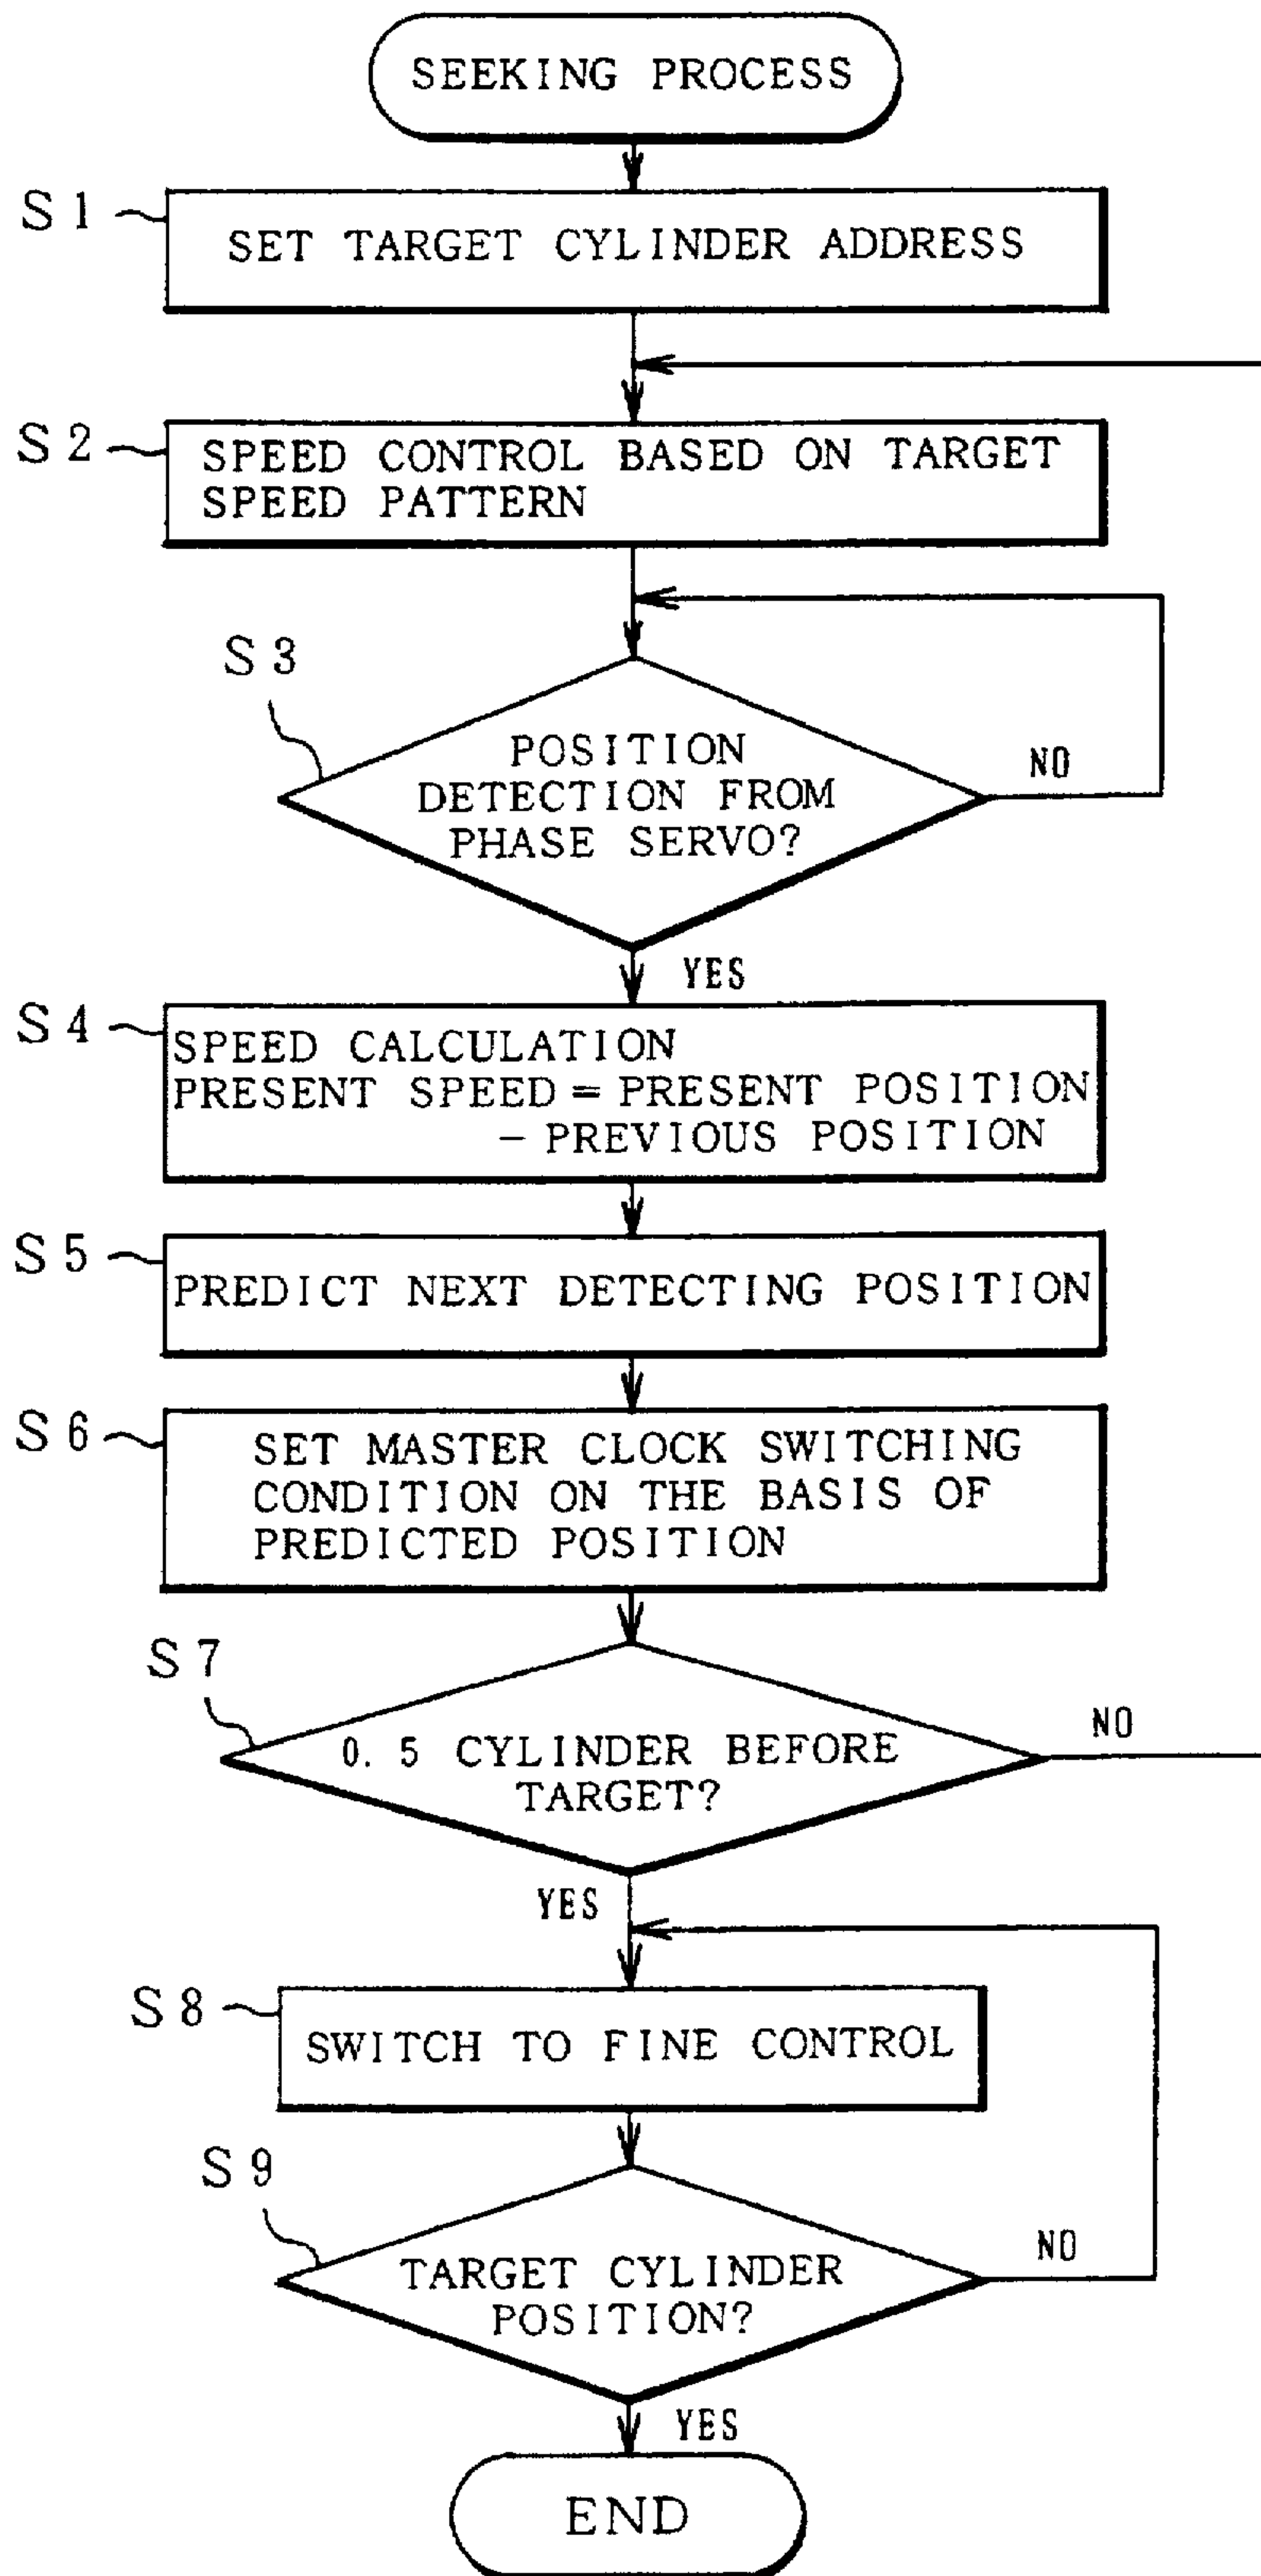 SEEKING PROCESS
S1
SET TARGET CYLINDER ADDRESS
S2
SPEED CONTROL BASED ON TARGET
SPEED PATTERN
S3
POSITION
DETECTION FROM
PHASE SERVO?
NO
YES
S4
SPEED CALCULATION
PRESENT SPEED = PRESENT POSITION
- PREVIOUS POSITION
S5
PREDICT NEXT DETECTING POSITION
S6
SET MASTER CLOCK SWITCHING
CONDITION ON THE BASIS OF
PREDICTED POSITION
S7
0.5 CYLINDER BEFORE
TARGET?
NO
YES
S8
SWITCH TO FINE CONTROL
S9
TARGET CYLINDER
POSITION?
NO
YES
END